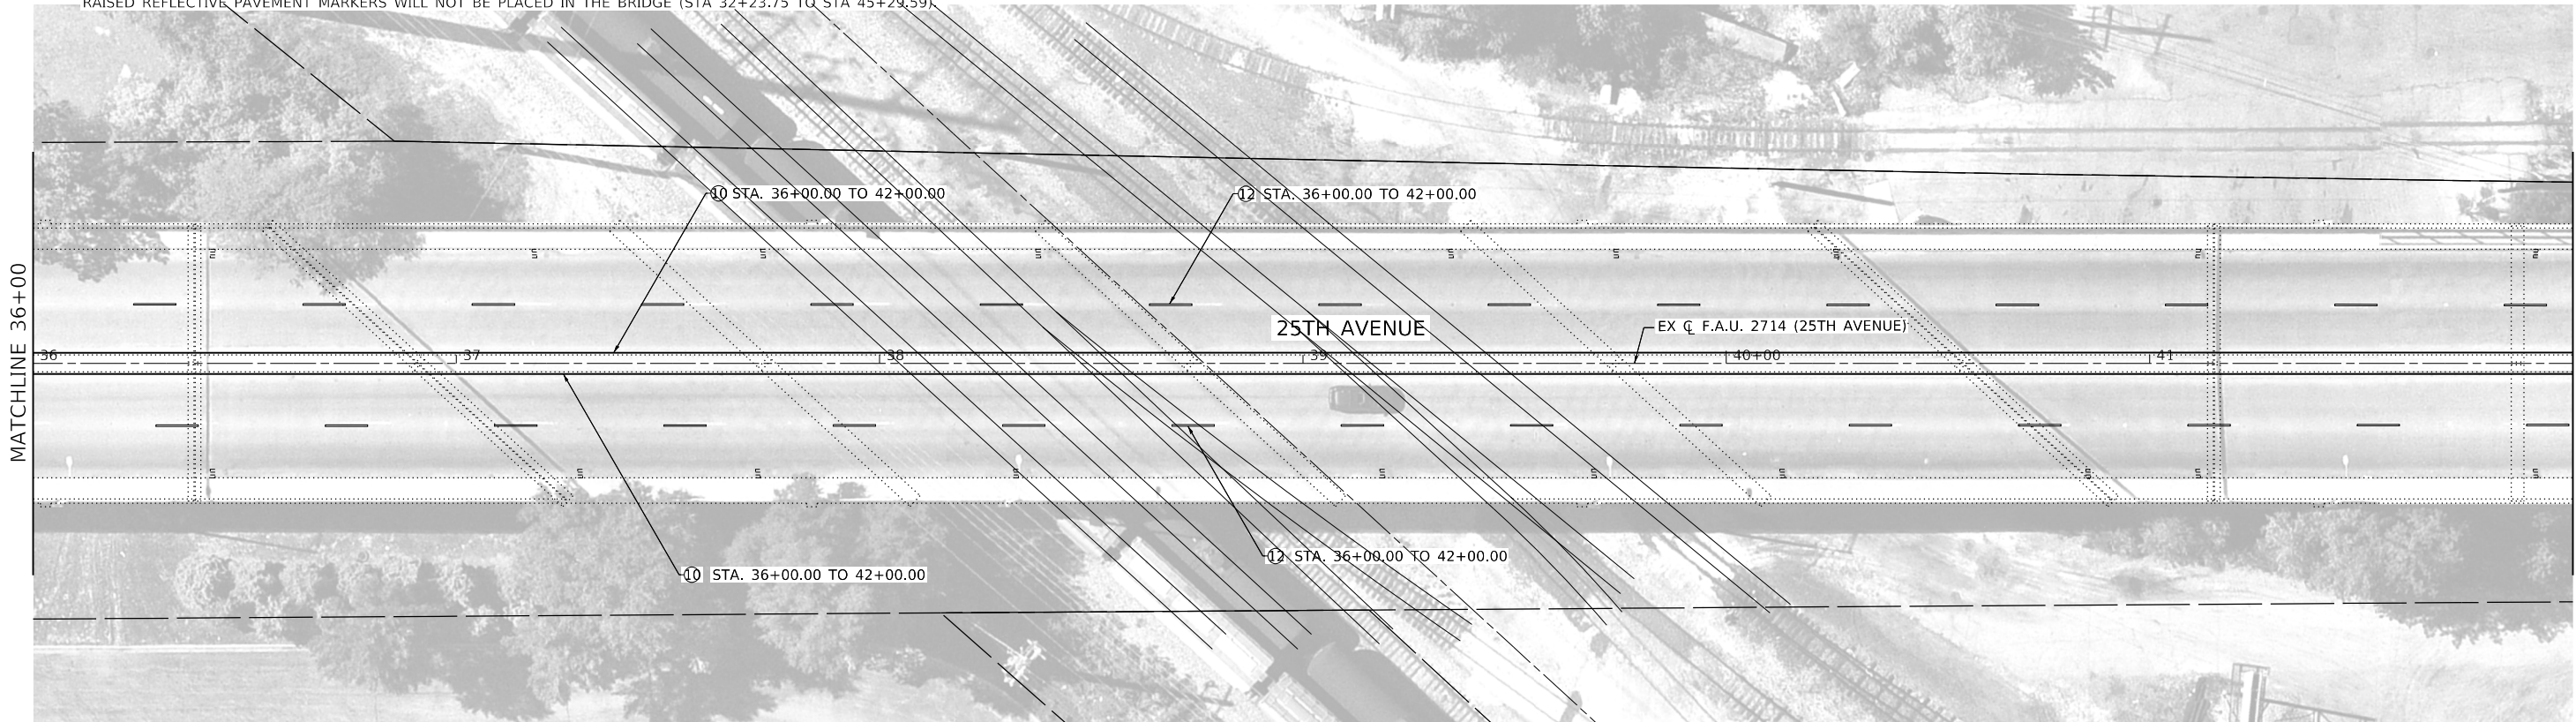 RAISED REFLECTIVE PAVEMENT MARKERS WILL NOT BE PLACED IN THE BRIDGE (STA 32+23.75 TO STA 45+29.59).
10 STA. 36+00.00 TO 42+00.00
12 STA. 36+00.00 TO 42+00.00
MATCHLINE 36+00
25TH AVENUE
EX ℄ F.A.U. 2714 (25TH AVENUE)
36 37 38 39 40+00 41
12 STA. 36+00.00 TO 42+00.00
10 STA. 36+00.00 TO 42+00.00